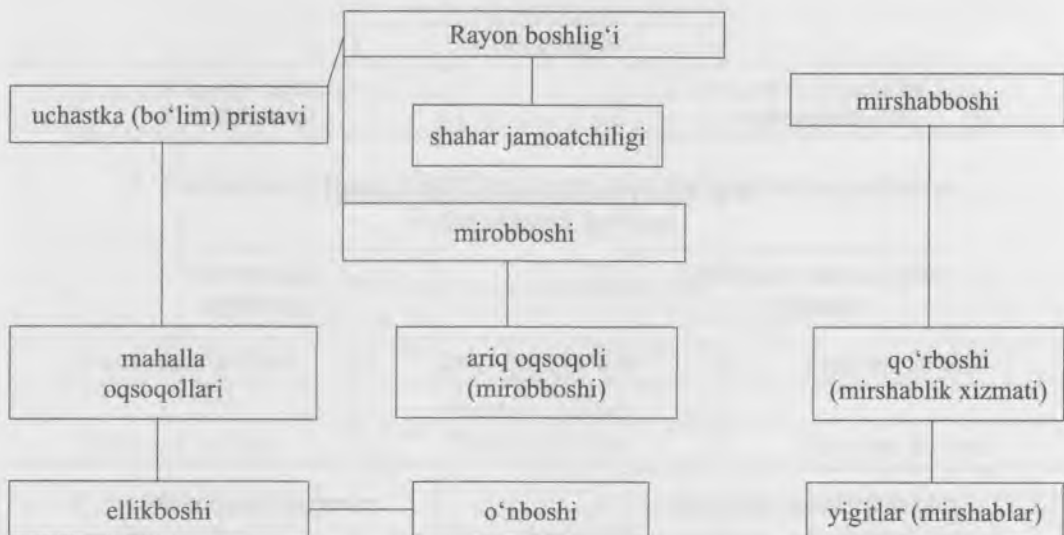 Rayon boshlig‘i
uchastka (bo‘lim) pristavi
mirshabboshi
shahar jamoatchiligi
mirobboshi
mahalla
oqsoqollari
ariq oqsoqoli
(mirobboshi)
qo‘rboshi
(mirshablik xizmati)
ellikboshi
o‘nboshi
yigitlar (mirshablar)